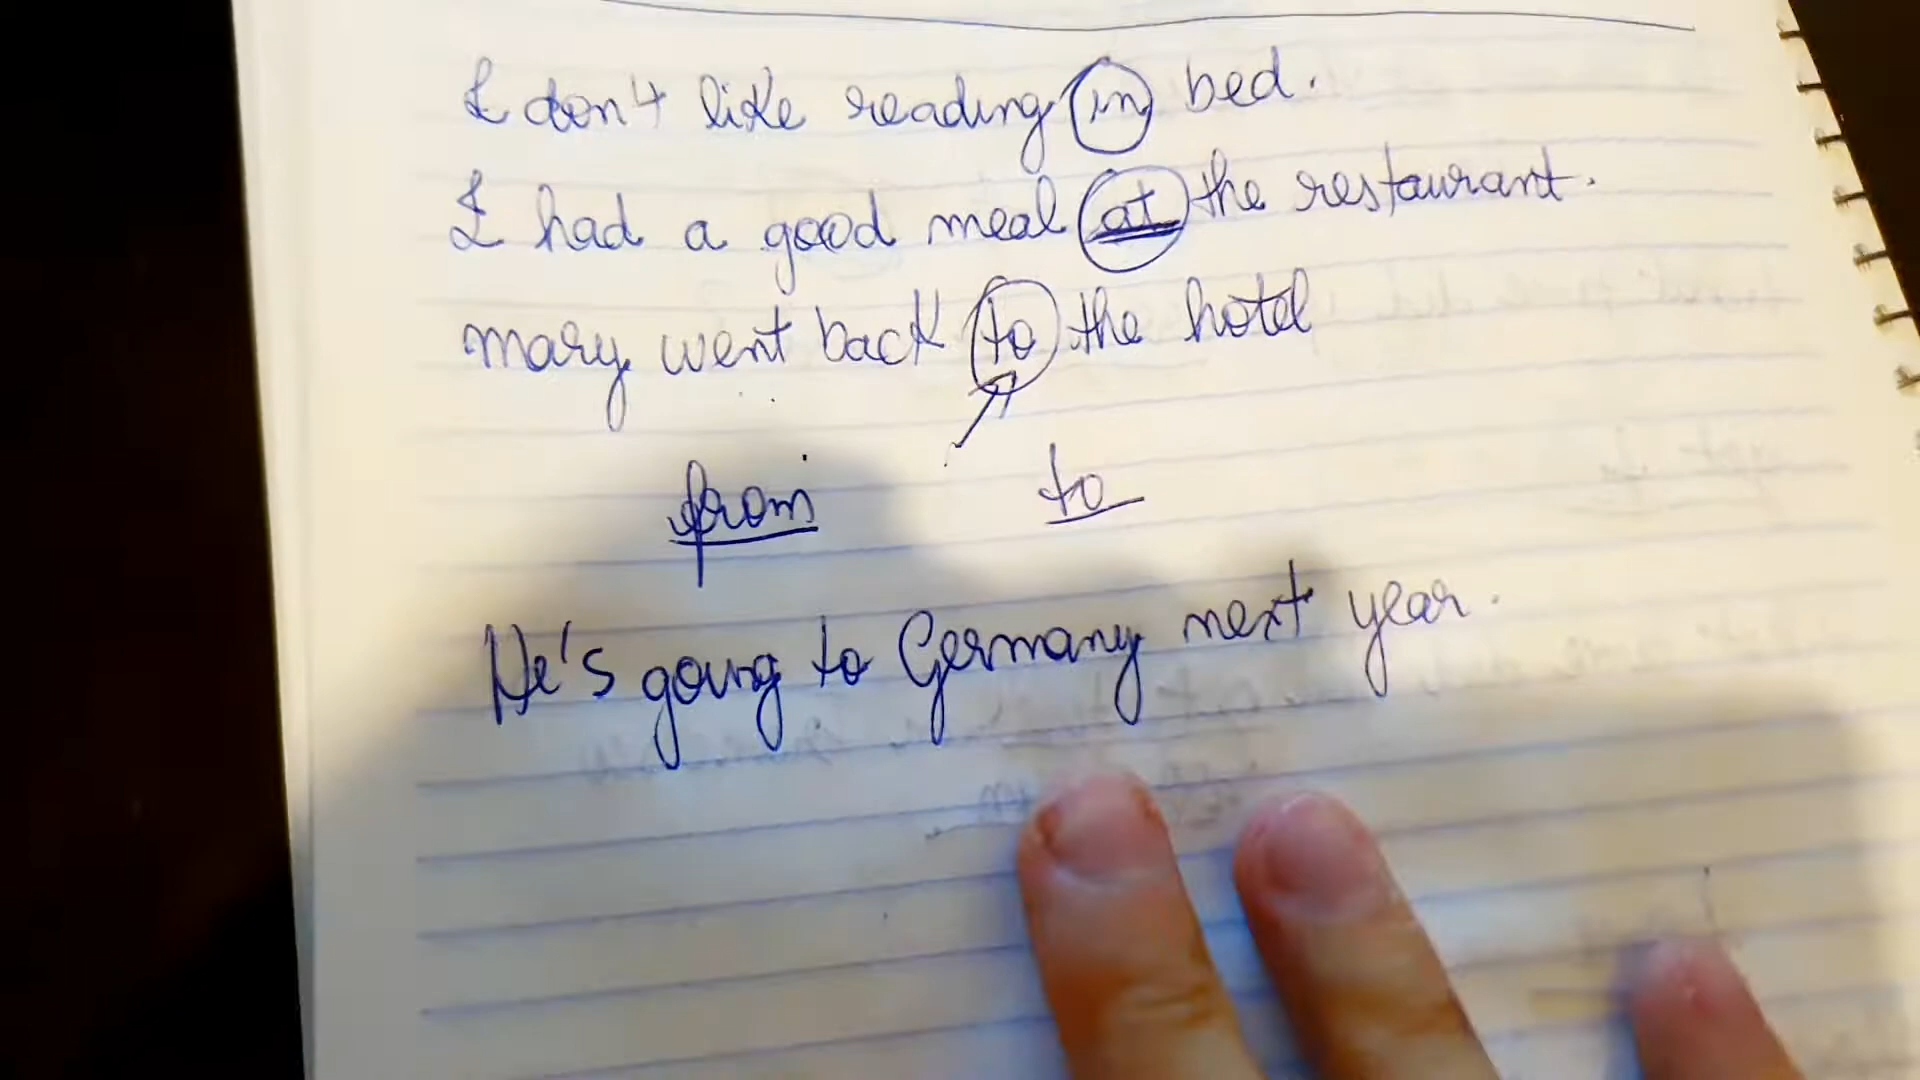 I don't like reading in bed.
I had a good meal at the restaurant.
mary went back to the hotel
from to
He's going to Germany next year.